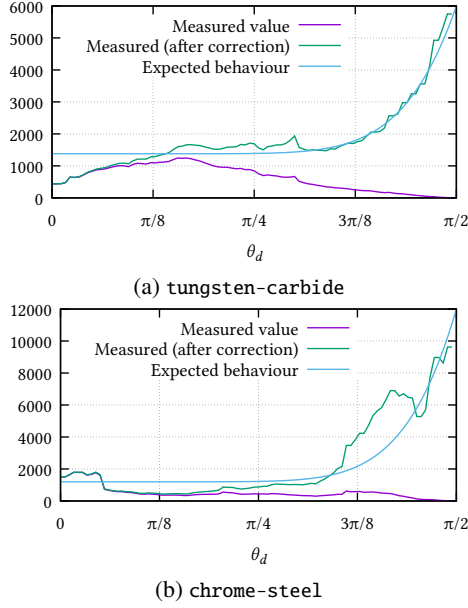 6000
5000
4000
3000
2000
1000
0
Measured value
Measured (after correction)
Expected behaviour
0 π/8 π/4 3π/8 π/2
θd
(a) tungsten-carbide
12000
10000
8000
6000
4000
2000
0
Measured value
Measured (after correction)
Expected behaviour
0 π/8 π/4 3π/8 π/2
θd
(b) chrome-steel